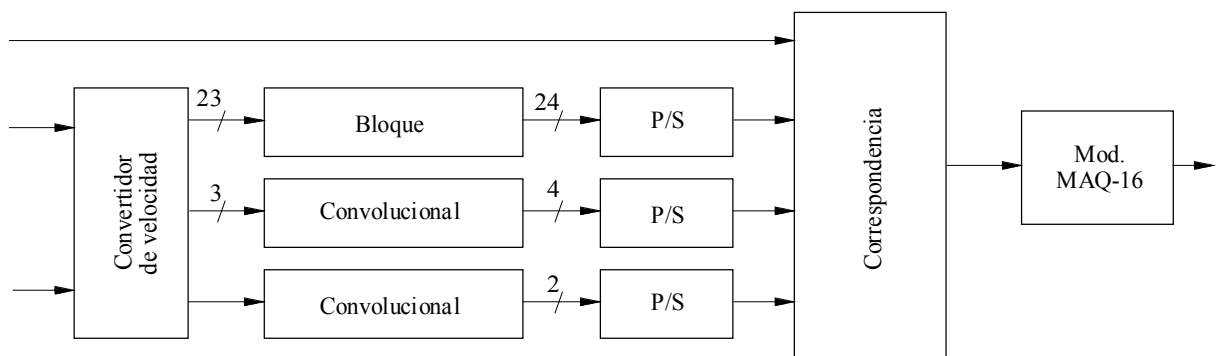 23
Bloque
24
P/S
Convertidor
de velocidad
3
Convolucional
4
P/S
2
Convolucional
P/S
Correspondencia
Mod.
MAQ-16